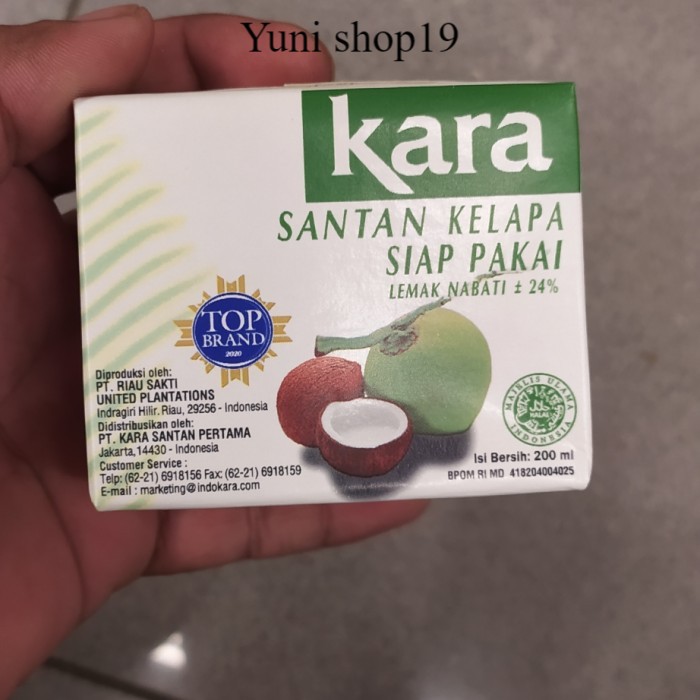 Yuni shop19
kara
SANTAN KELAPA
SIAP PAKAI
LEMAK NABATI ± 24%
TOP
BRAND
2020
Diproduksi oleh:
PT. RIAU SAKTI
UNITED PLANTATIONS
Indragiri Hilir. Riau, 29256 - Indonesia
Didistribusikan oleh:
PT. KARA SANTAN PERTAMA
Jakarta,14430 - Indonesia
Customer Service :
Telp: (62-21) 6918156 Fax: (62-21) 6918159
E-mail : marketing@indokara.com
MAJELIS ULAMA
حلال
HALAL
INDONESIA
Isi Bersih: 200 ml
BPOM RI MD 418204004025